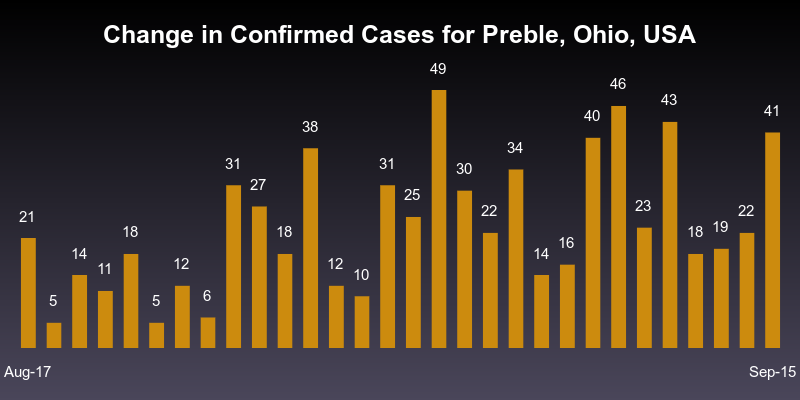 Change in Confirmed Cases for Preble, Ohio, USA
21 5 14 11 18 5 12 6 31 27 18 38 12 10 31 25 49 30 22 34 14 16 40 46 23 43 18 19 22 41
Aug-17 Sep-15